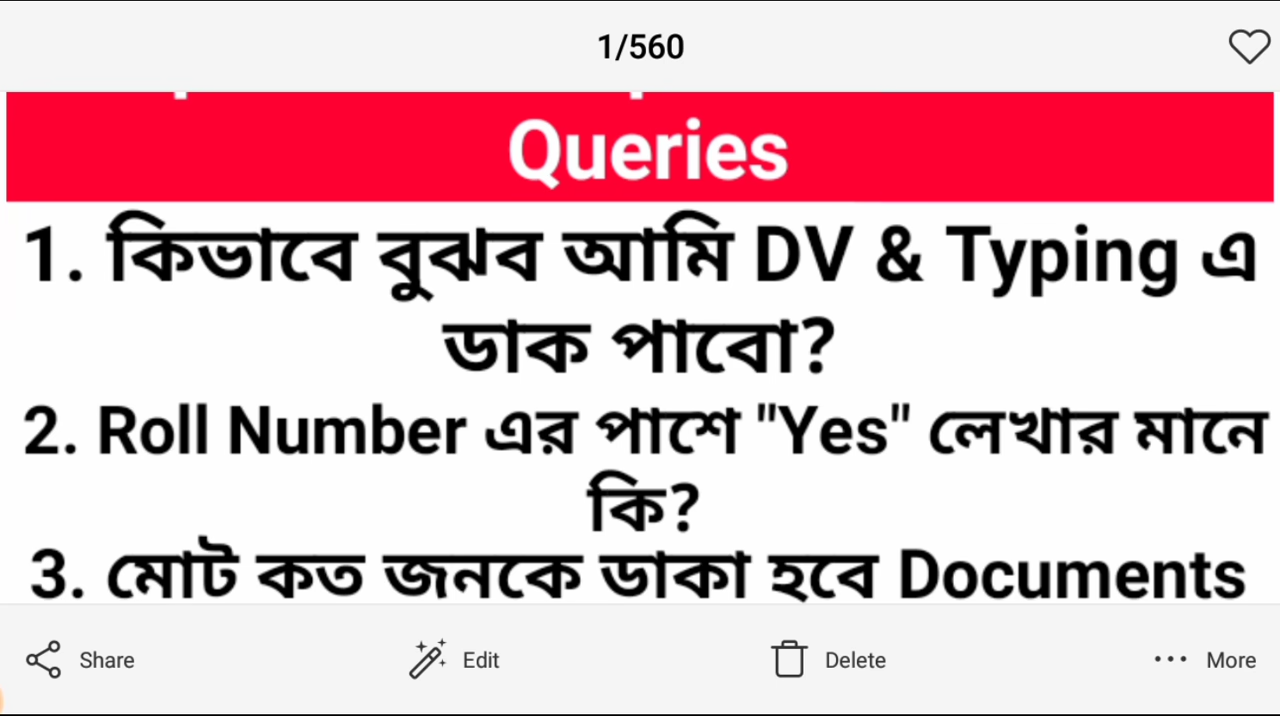 1/560
Queries
1. কিভাবে বুঝব আমি DV & Typing এ
ডাক পাবো?
2. Roll Number এর পাশে "Yes" লেখার মানে
কি?
3. মোট কত জনকে ডাকা হবে Documents
Share Edit Delete More